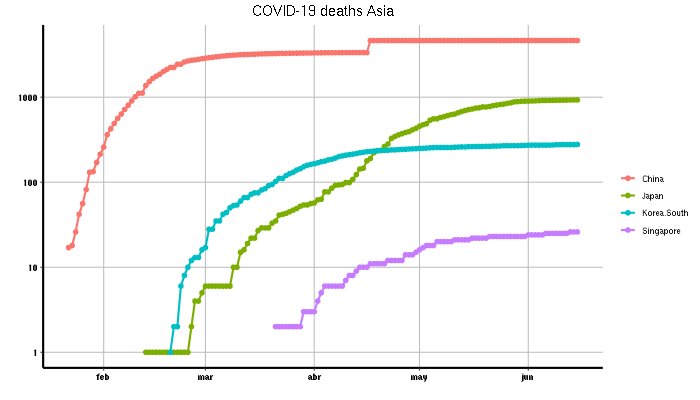 COVID-19 deaths Asia
1000
100
10
1
feb mar abr may jun
China
Japan
Korea.South
Singapore